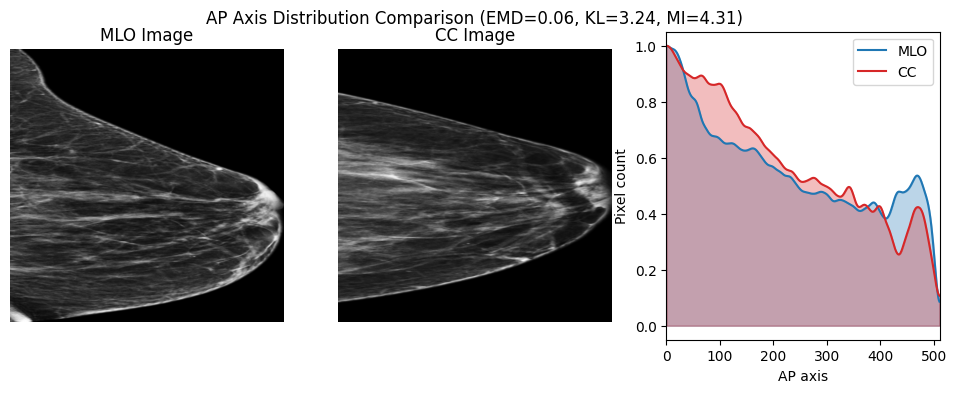 AP Axis Distribution Comparison (EMD=0.06, KL=3.24, MI=4.31)
MLO Image
CC Image
MLO
CC
Pixel count
1.0
0.8
0.6
0.4
0.2
0.0
0 100 200 300 400 500
AP axis